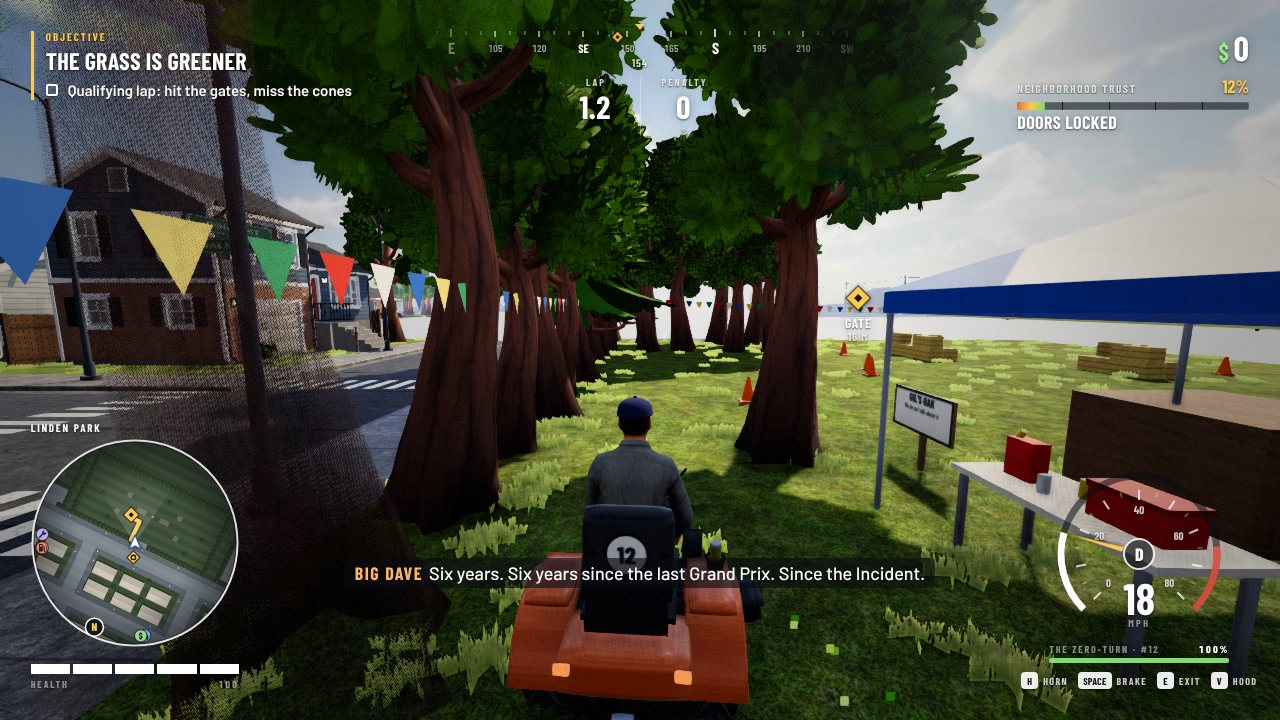 OBJECTIVE
THE GRASS IS GREENER
Qualifying lap: hit the gates, miss the cones
E 105 120 SE 150 165 S 195 210 SW
154
LAP PENALTY
1.2 0
$0
NEIGHBORHOOD TRUST 12%
DOORS LOCKED
GATE
GIL'S OAK
LINDEN PARK
N
$
HEALTH 100
12
BIG DAVE Six years. Six years since the last Grand Prix. Since the Incident.
0 20 40 60 80
D
18
MPH
THE ZERO-TURN · #12 100%
H HORN SPACE BRAKE E EXIT V HOOD